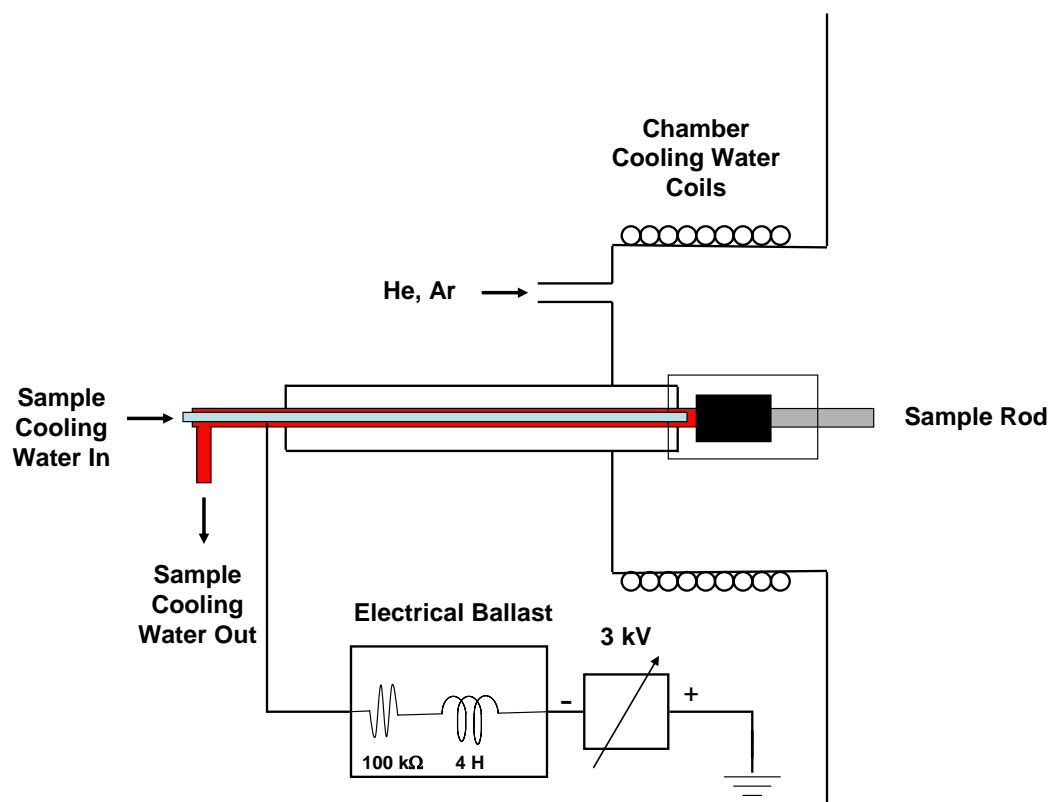 Chamber
Cooling Water
Coils
He, Ar
Sample
Cooling
Water In
Sample Rod
Sample
Cooling
Water Out
Electrical Ballast
3 kV
- +
100 kΩ 4 H